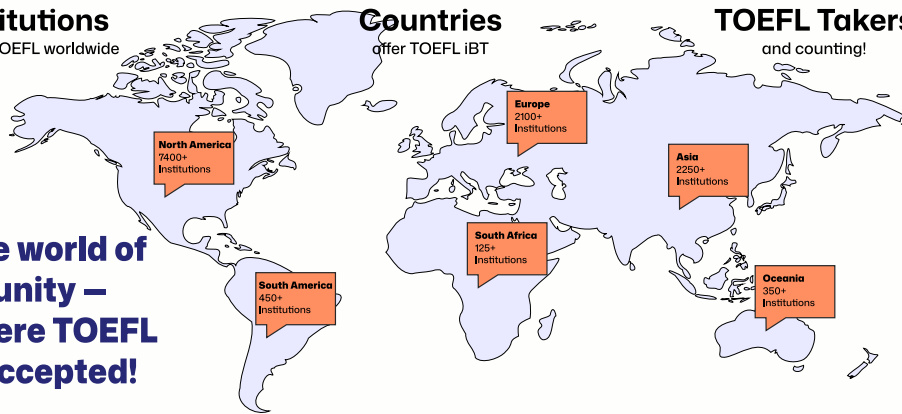 itutions
OEFL worldwide
Countries
offer TOEFL iBT
TOEFL Takers
and counting!
Europe
2100+
Institutions
North America
7400+
Institutions
Asia
2250+
Institutions
South Africa
125+
Institutions
e world of
unity –
ere TOEFL
ccepted!
South America
450+
Institutions
Oceania
350+
Institutions